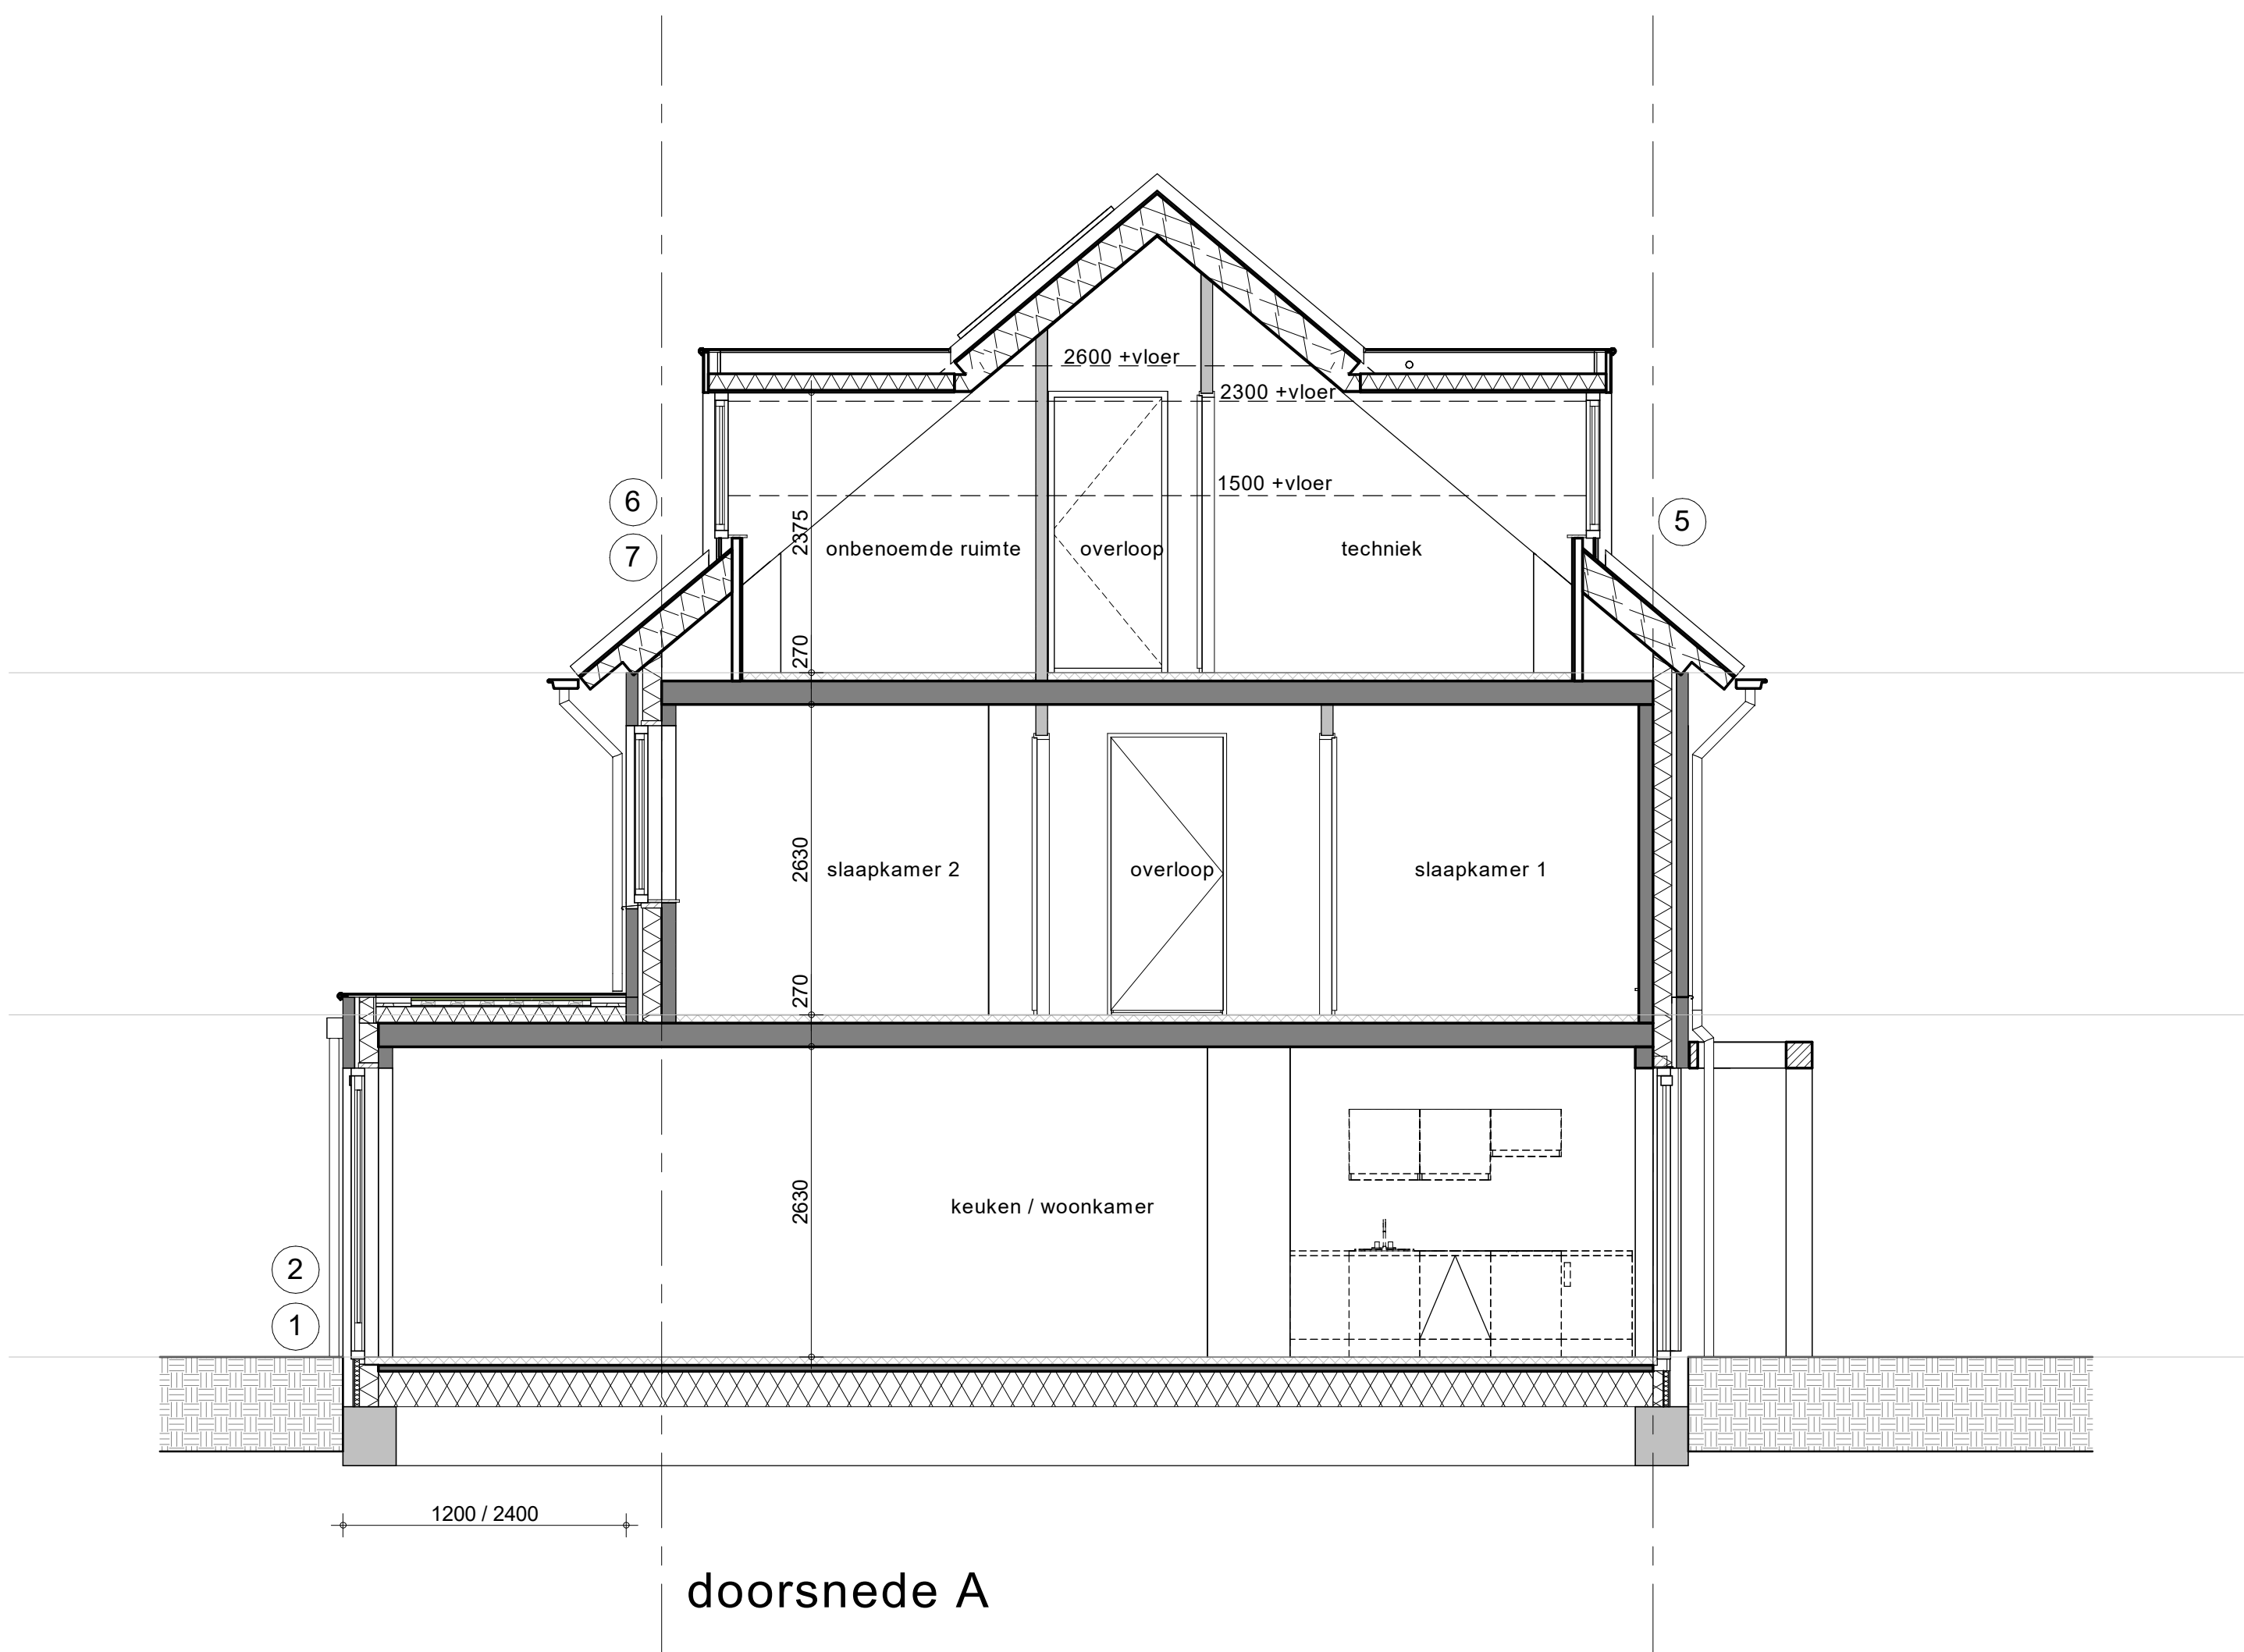 2600 +vloer
2300 +vloer
1500 +vloer
6
5
7
2375
onbenoemde ruimte
overloop
techniek
270
2630
slaapkamer 2
overloop
slaapkamer 1
270
2630
keuken / woonkamer
2
1
1200 / 2400
doorsnede A